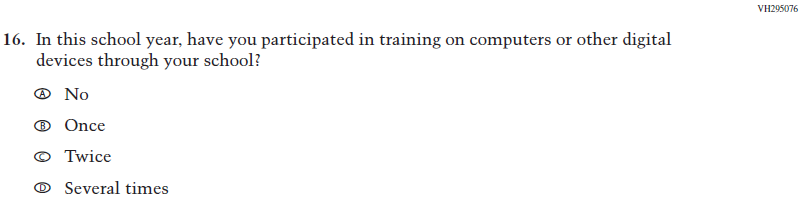 VH295076
16. In this school year, have you participated in training on computers or other digital
devices through your school?
A No
B Once
C Twice
D Several times